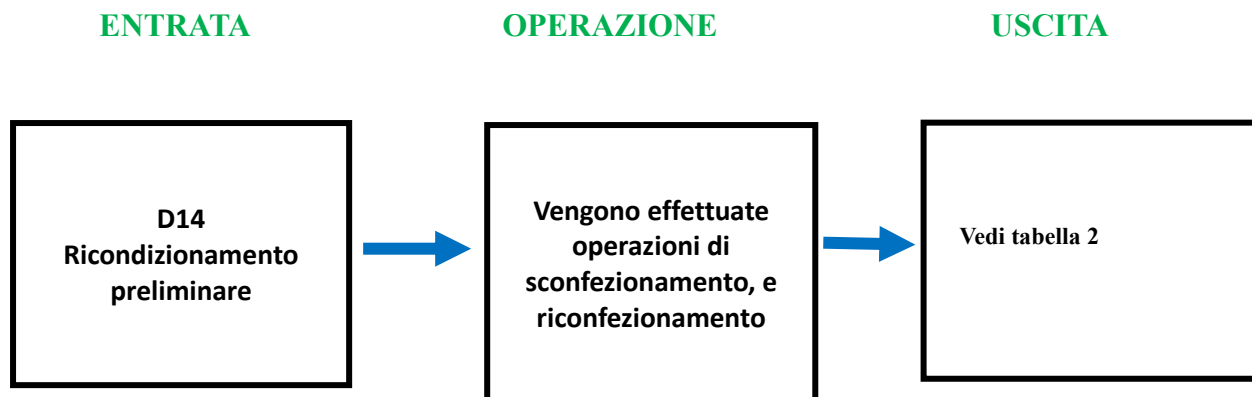 ENTRATA
OPERAZIONE
USCITA
D14
Ricondizionamento
preliminare
Vengono effettuate
operazioni di
sconfezionamento, e
riconfezionamento
Vedi tabella 2